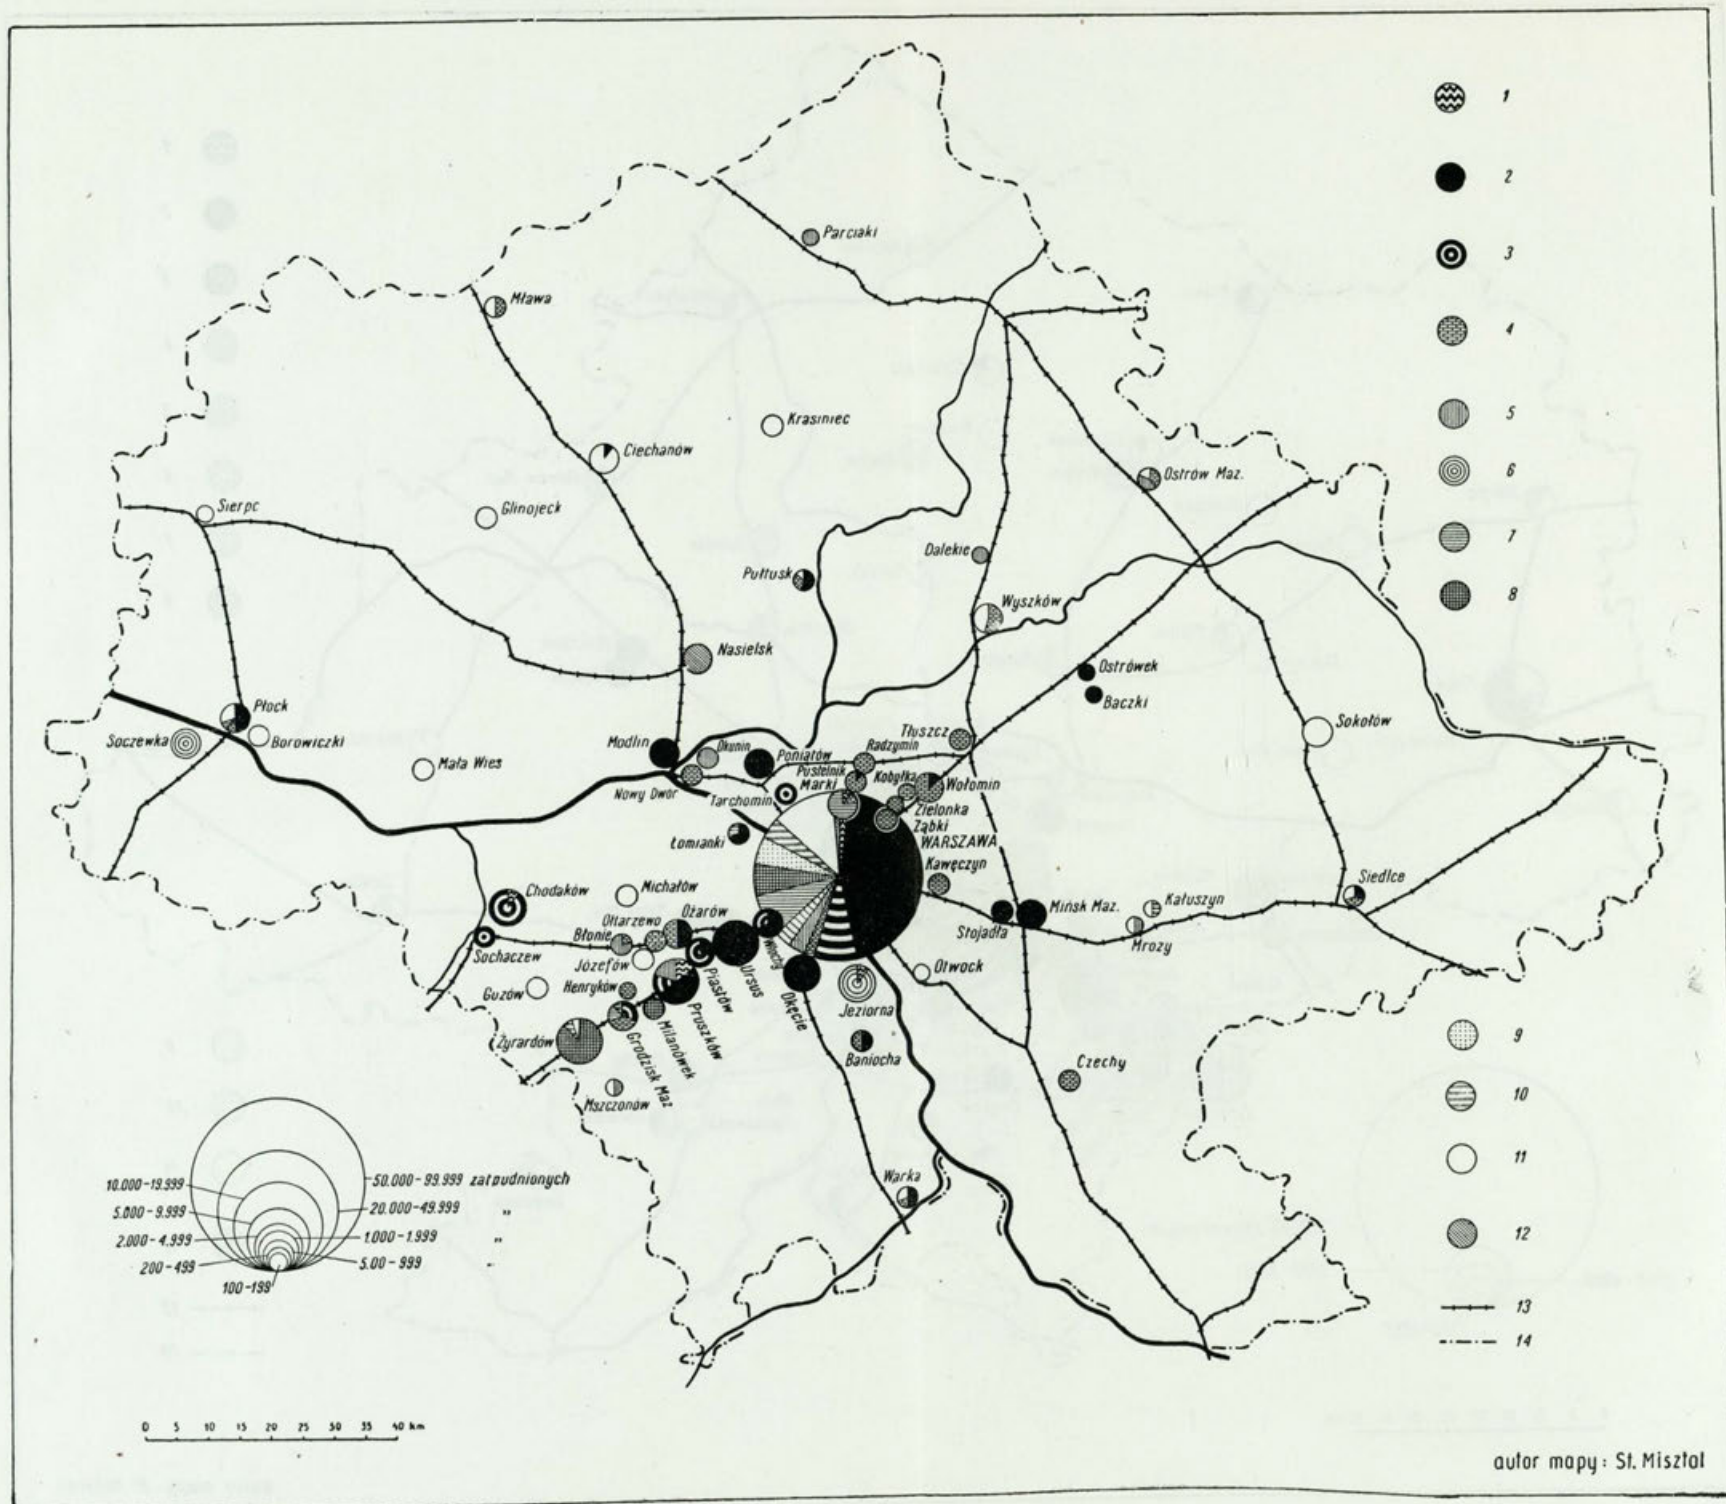 1
2
3
4
5
6
7
8
Parciaki
Mława
Krasiniec
Ciechanów
Ostrów Maz.
Sierpc
Glinojeck
Dalekie
Pułtusk
Wyszków
Nasielsk
Ostrówek
Baczki
Płock
Soczewka
Borowiczki
Mała Wies
Modlin
Okunin
Poniatów
Tłuszcz
Radzymin
Sokołów
Pustelnik
Kobyłka
Marki
Wołomin
Nowy Dwór
Tarchomin
Zielonka
Ząbki
WARSZAWA
Łomianki
Kawęczyn
Chodaków
Michałów
Siedlce
Kałuszyn
Mińsk Maz.
Stojadła
Mrozy
Ołtarzewo
Ożarów
Błonie
Włochy
Sochaczew
Józefów
Piastów
Ursus
Otwock
Guzów
Henryków
Okęcie
Jeziorna
Pruszków
Milanówek
Żyrardów
Grodzisk Maz
Baniocha
Czechy
Mszczonów
Warka
9
10
11
12
13
14
10.000-19.999
50.000-99.999 zatrudnionych
5.000-9.999
20.000-49.999 "
2.000-4.999
1.000-1.999 "
200-499
5.00-999 "
100-199
0 5 10 15 20 25 30 35 40 km
autor mapy: St. Misztal